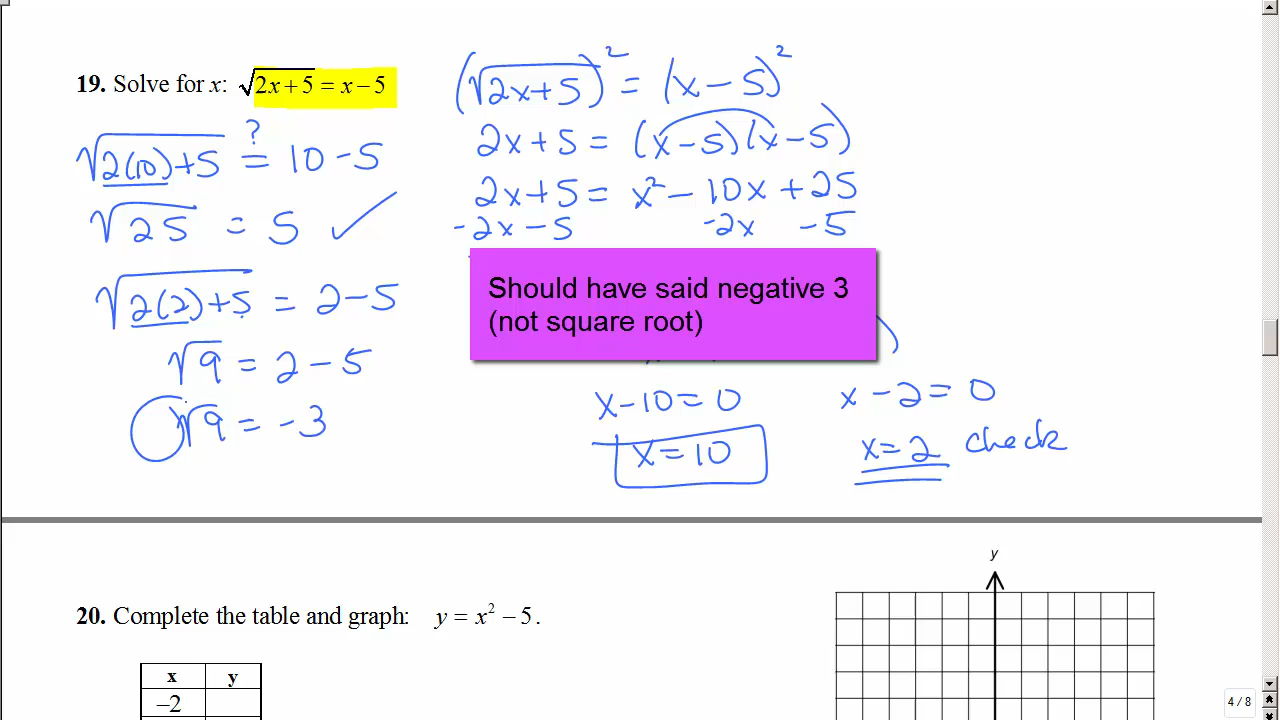 19. Solve for x: √2x+5 = x−5
(√2x+5)² = (x−5)²
2x+5 = (x−5)(x−5)
2x+5 = x²−10x+25
-2x−5 -2x −5
√2(10)+5 ?= 10-5
√25 = 5 ✓
√2(2)+5 = 2-5
√9 = 2-5
√9 = -3
Should have said negative 3
(not square root)
x-10=0
x=10
x-2=0
x=2 check
20. Complete the table and graph: y = x² − 5.
x y
−2
y
4 / 8